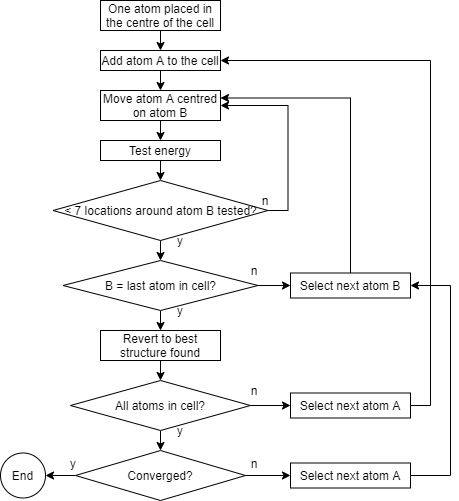 One atom placed in
the centre of the cell
Add atom A to the cell
Move atom A centred
on atom B
Test energy
n
< 7 locations around atom B tested?
y
n
B = last atom in cell?
Select next atom B
y
Revert to best
structure found
n
All atoms in cell?
Select next atom A
y
y
n
End
Converged?
Select next atom A